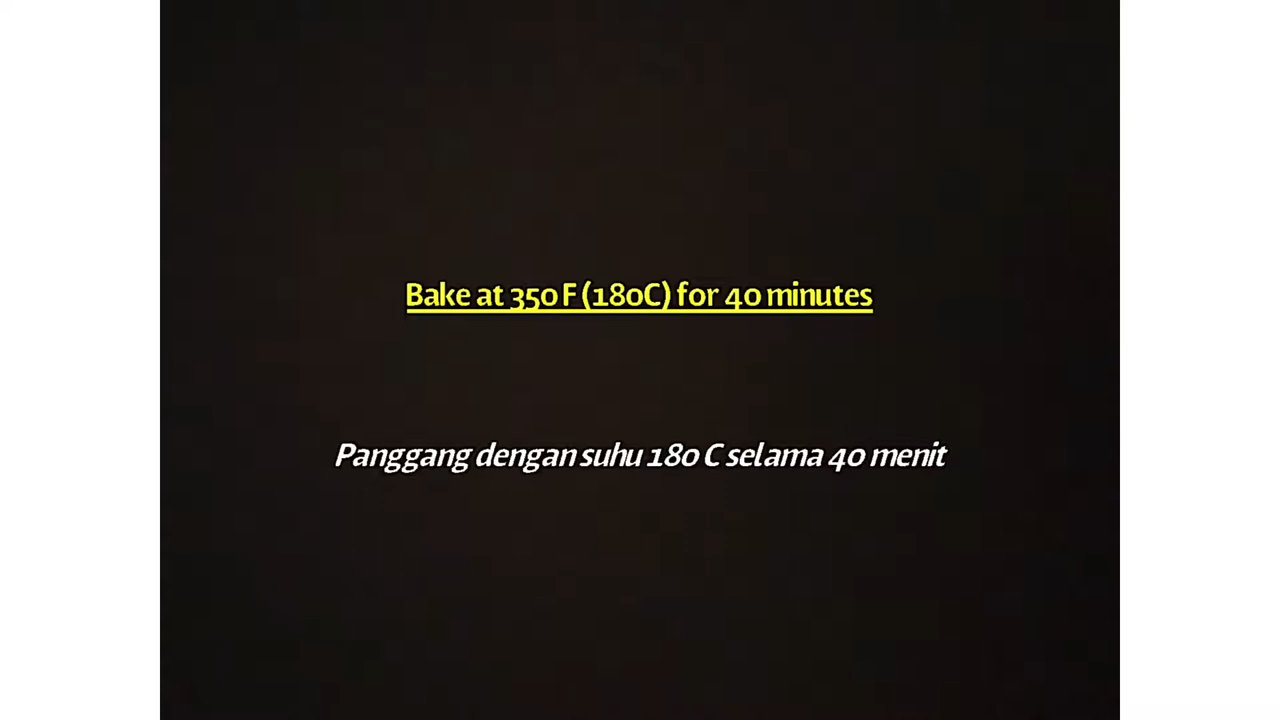 Bake at 350 F (180C) for 40 minutes
Panggang dengan suhu 180 C selama 40 menit